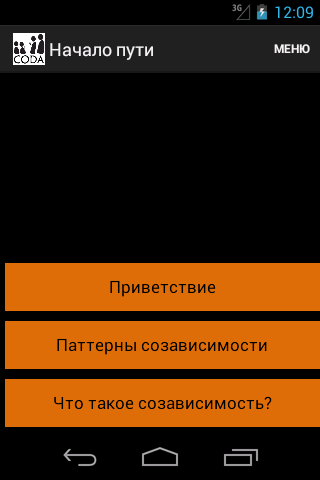 3G
12:09
CODA
Начало пути
МЕНЮ
Приветствие
Паттерны созависимости
Что такое созависимость?